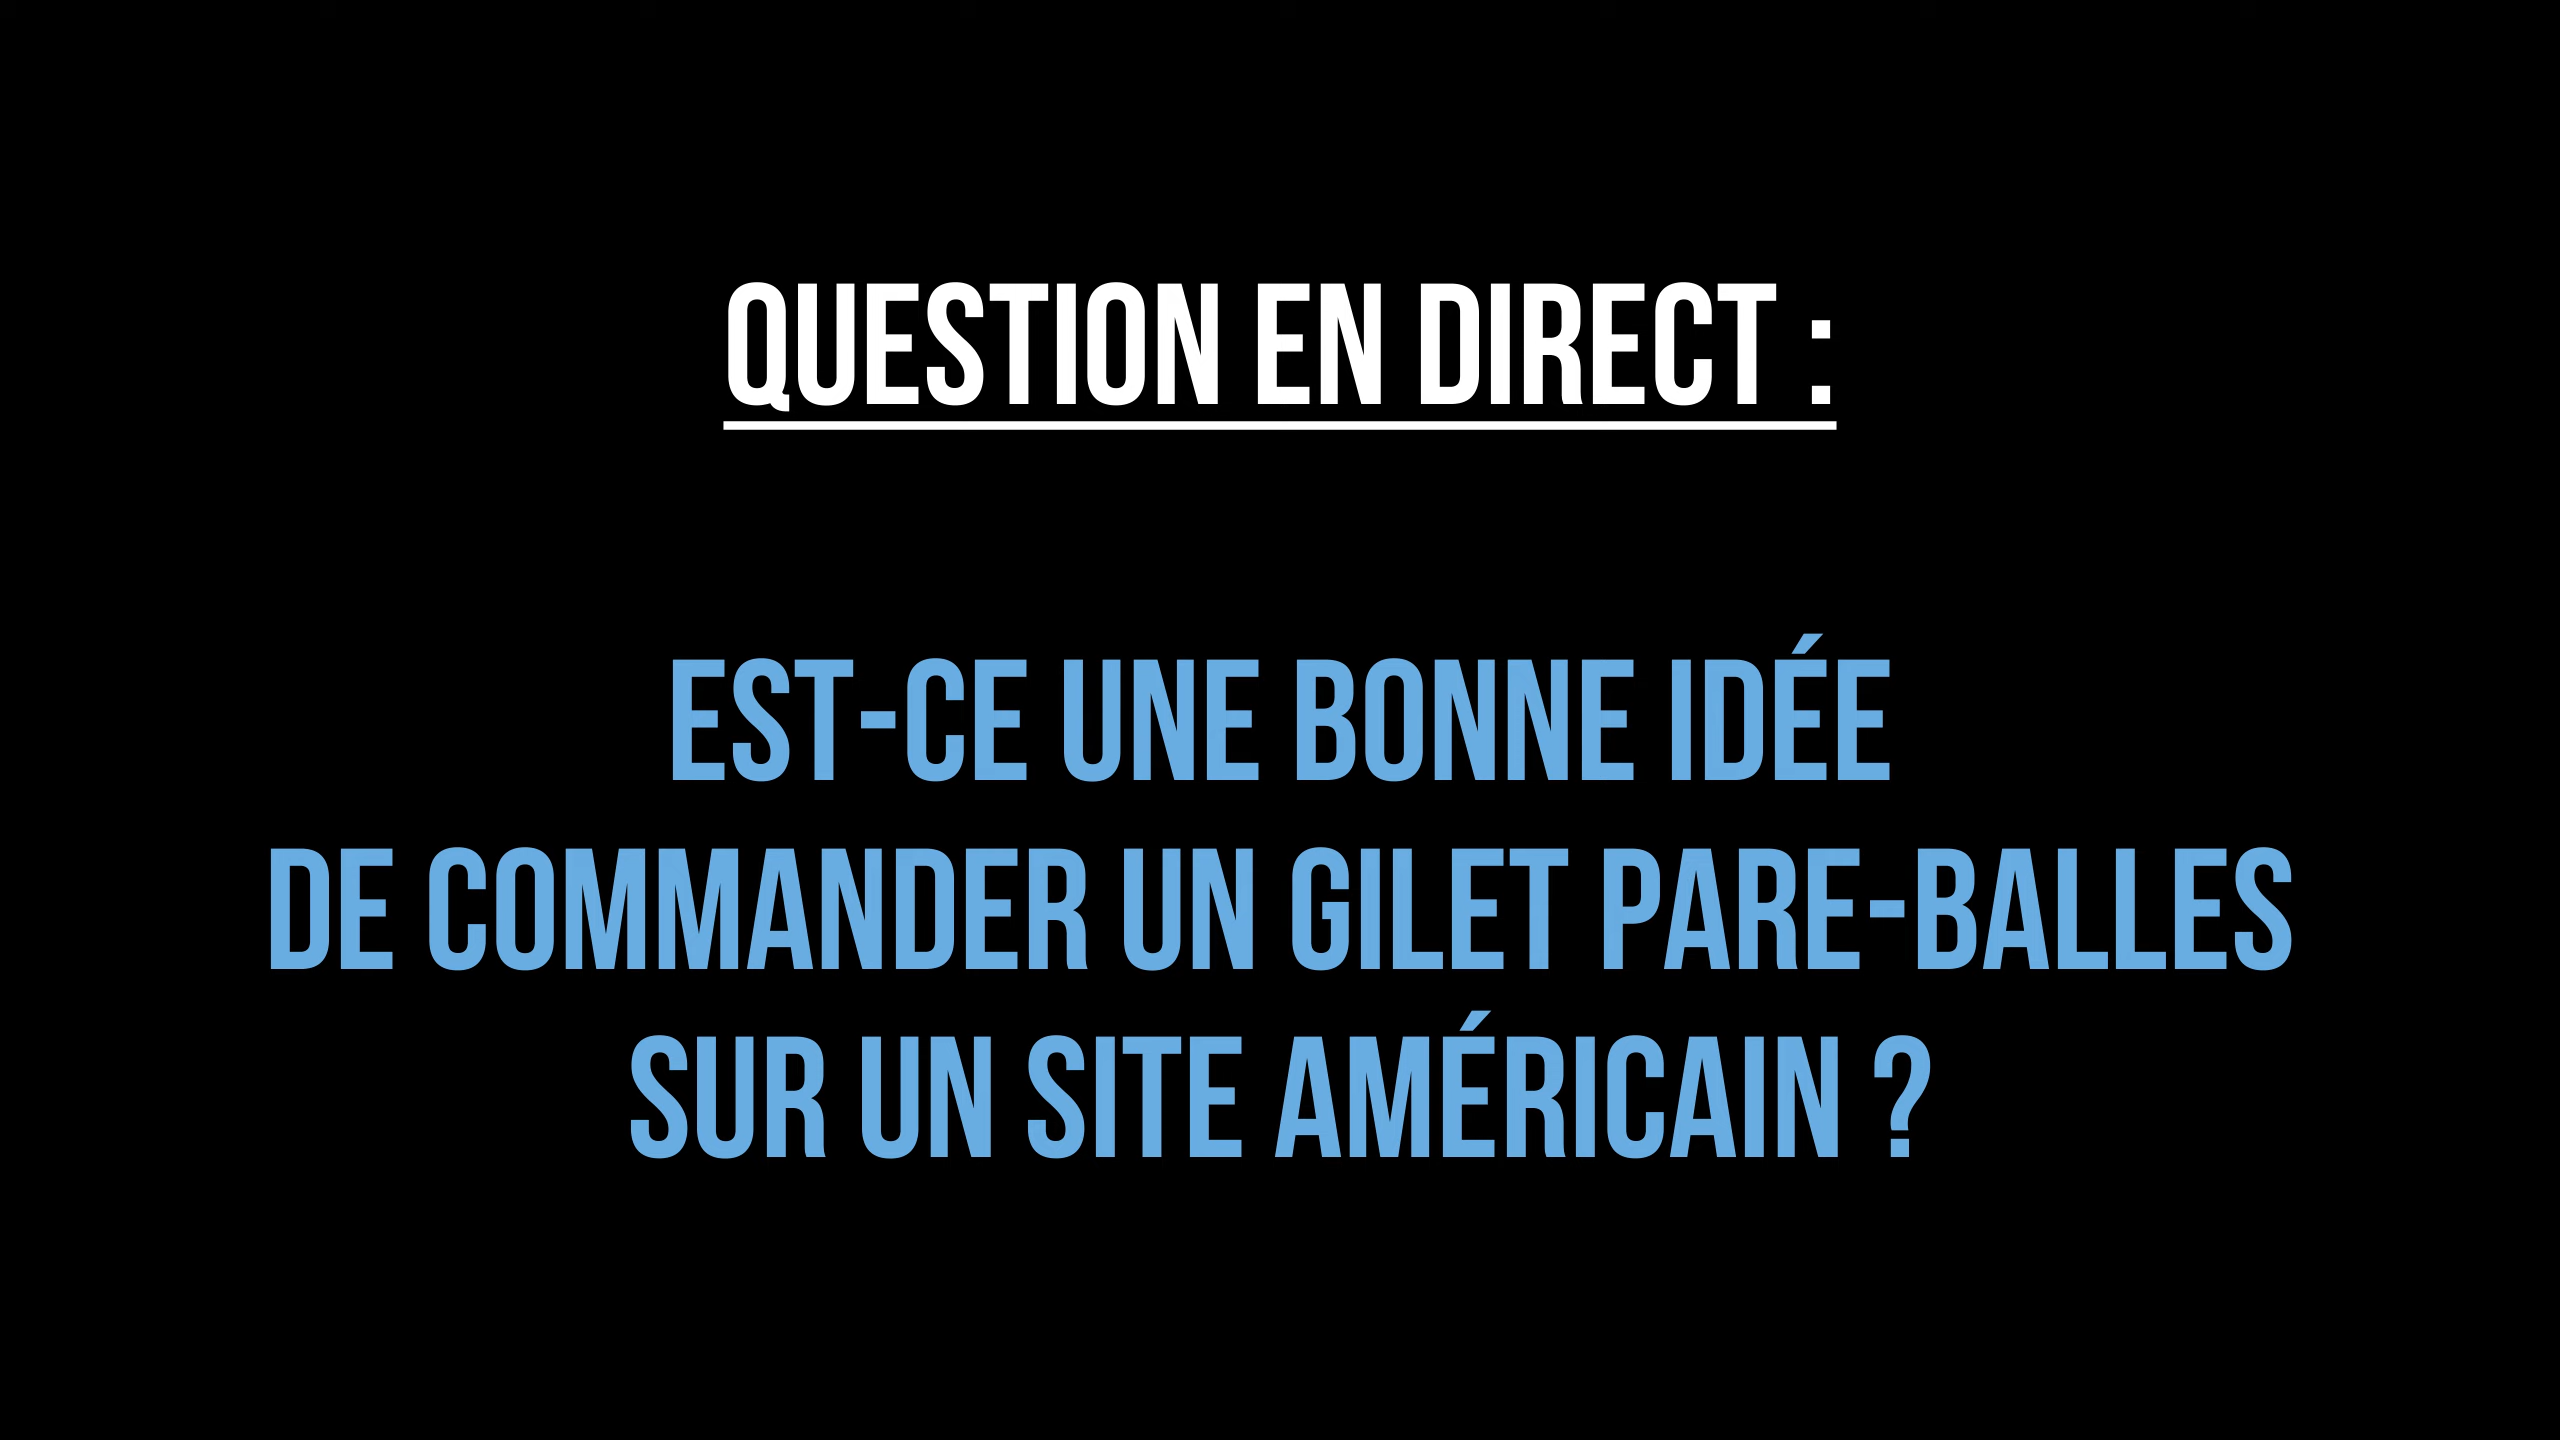 QUESTION EN DIRECT :
EST-CE UNE BONNE IDÉE
DE COMMANDER UN GILET PARE-BALLES
SUR UN SITE AMÉRICAIN ?